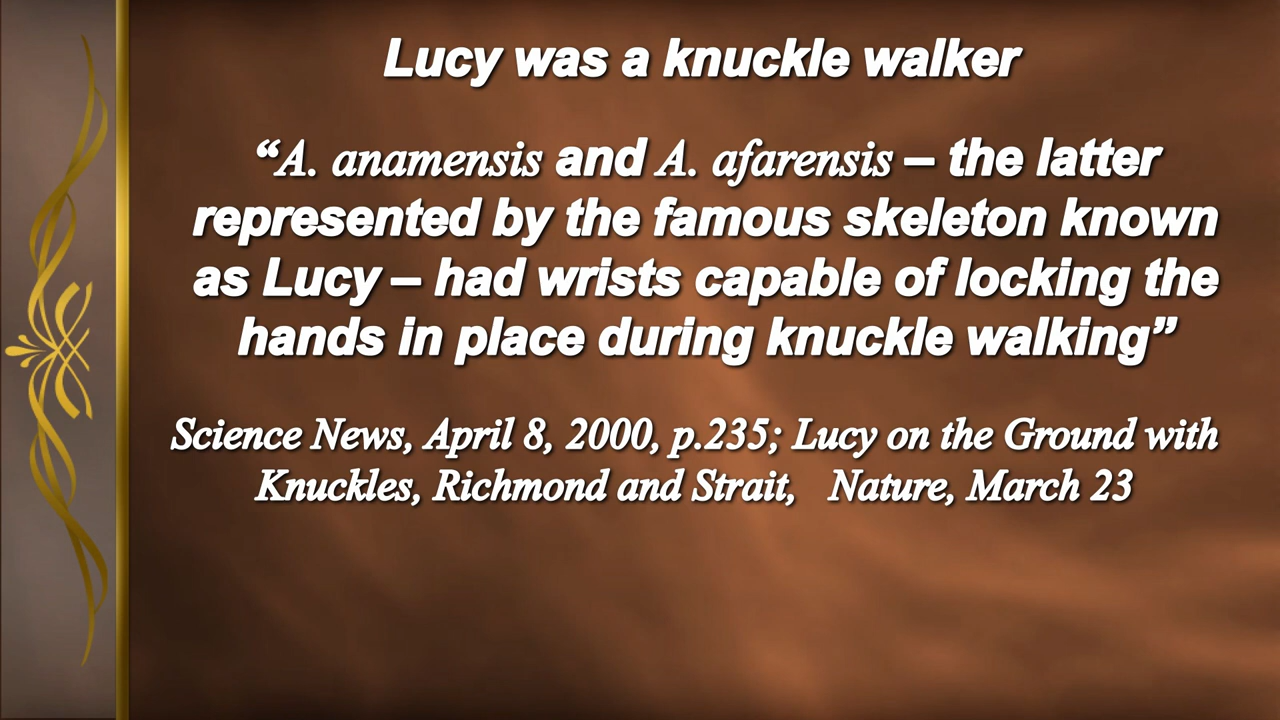 Lucy was a knuckle walker
“A. anamensis and A. afarensis – the latter
represented by the famous skeleton known
as Lucy – had wrists capable of locking the
hands in place during knuckle walking”
Science News, April 8, 2000, p.235; Lucy on the Ground with
Knuckles, Richmond and Strait, Nature, March 23